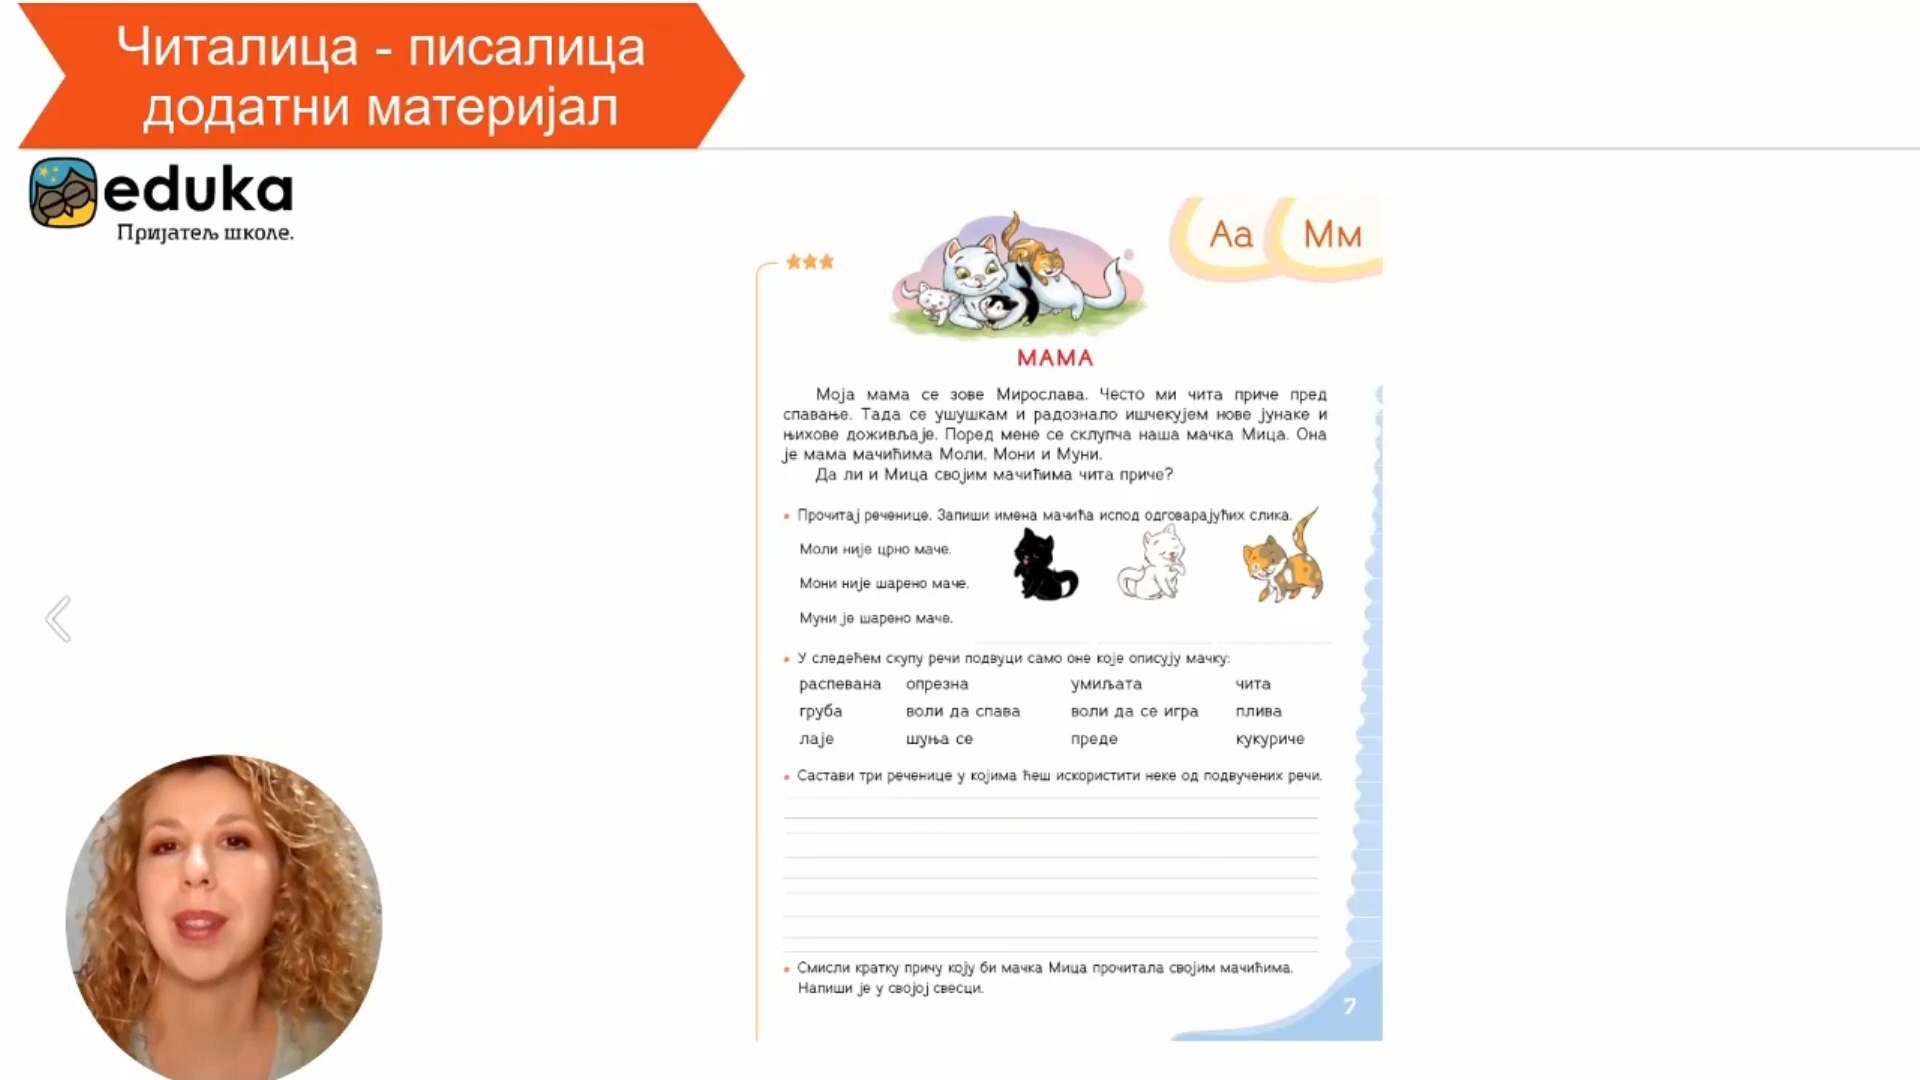 Читалица - писалица
додатни материјал
eduka
Пријатељ школе.
Аа Мм
МАМА
Моја мама се зове Мирослава. Често ми чита приче пред
спавање. Тада се ушушкам и радознало ишчекујем нове јунаке и
њихове доживљаје. Поред мене се склупча наша мачка Мица. Она
је мама мачићима Моли, Мони и Муни.
Да ли и Мица својим мачићима чита приче?
• Прочитај реченице. Запиши имена мачића испод одговарајућих слика.
Моли није црно маче.
Мони није шарено маче.
Муни је шарено маче.
• У следећем скупу речи подвуци само оне које описују мачку:
распевана опрезна умиљата чита
груба воли да спава воли да се игра плива
лаје шуња се преде кукуриче
• Састави три реченице у којима ћеш искористити неке од подвучених речи.
• Смисли кратку причу коју би мачка Мица прочитала својим мачићима.
Напиши је у својој свесци.
7